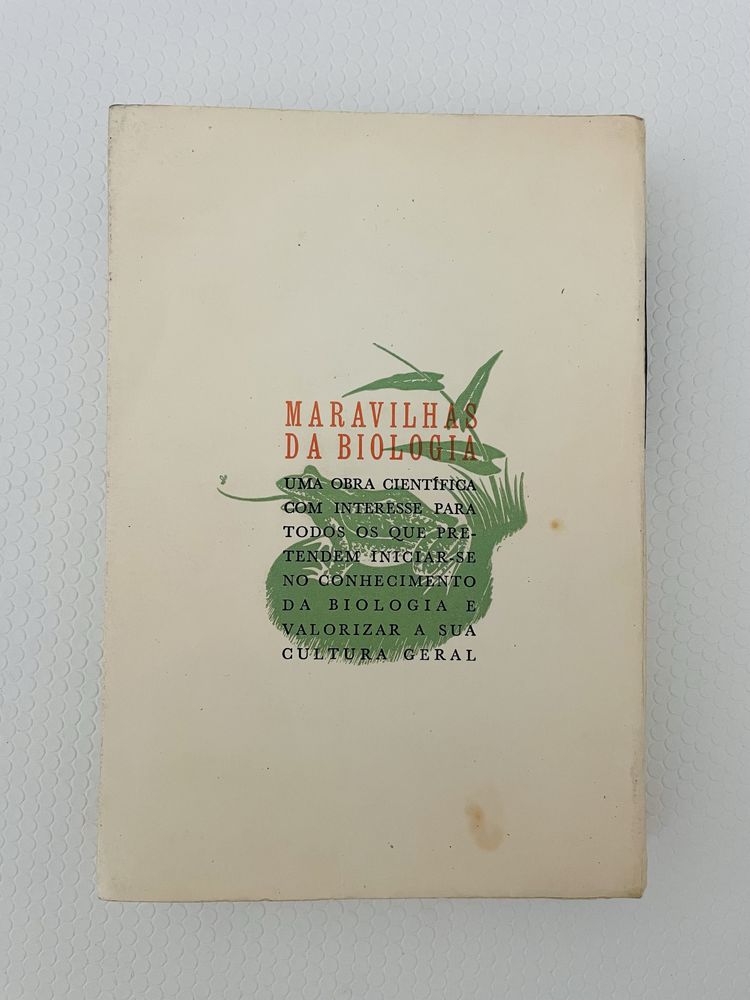 MARAVILHAS
DA BIOLOGIA
UMA OBRA CIENTÍFICA
COM INTERESSE PARA
TODOS OS QUE PRE-
TENDEM INICIAR-SE
NO CONHECIMENTO
DA BIOLOGIA E
VALORIZAR A SUA
CULTURA GERAL